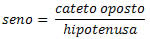 seno = cateto oposto / hipotenusa